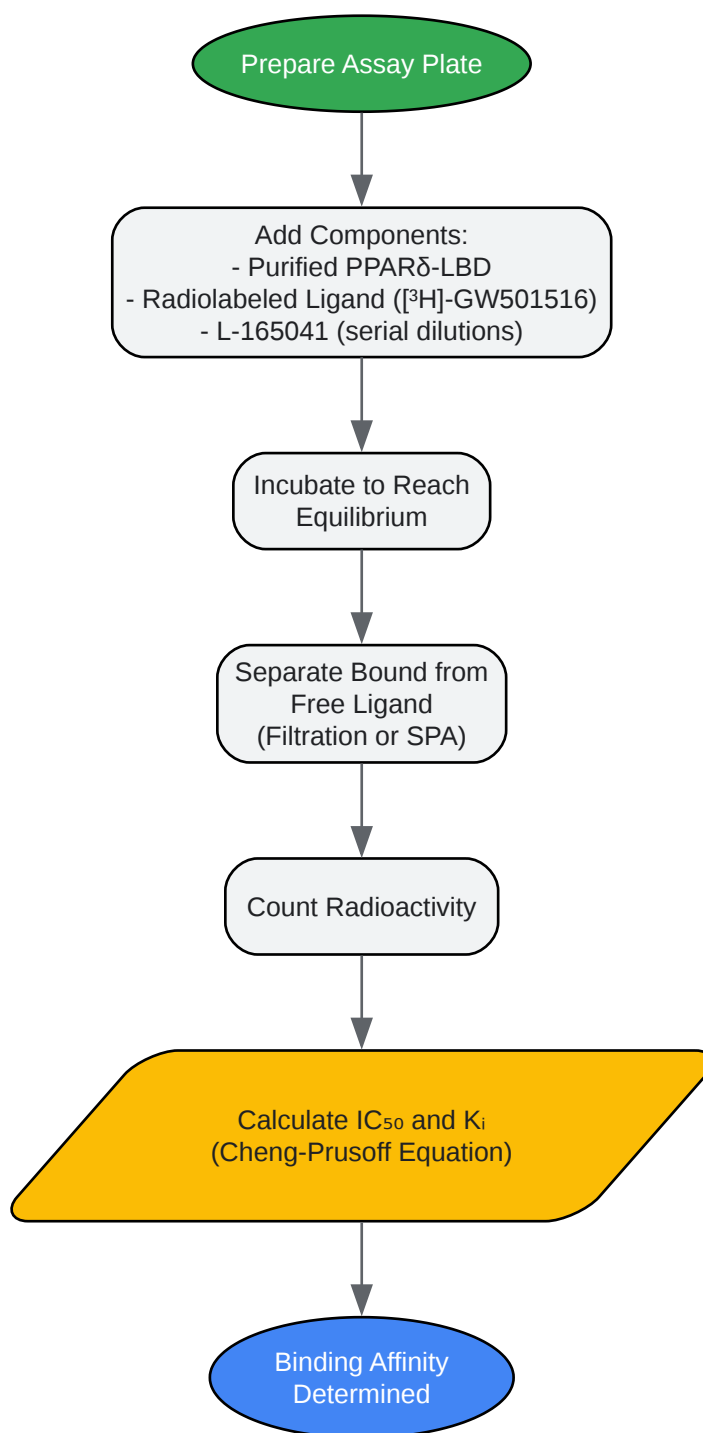 Prepare Assay Plate
Add Components:
- Purified PPARδ-LBD
- Radiolabeled Ligand ([³H]-GW501516)
- L-165041 (serial dilutions)
Incubate to Reach
Equilibrium
Separate Bound from
Free Ligand
(Filtration or SPA)
Count Radioactivity
Calculate IC₅₀ and Kᵢ
(Cheng-Prusoff Equation)
Binding Affinity
Determined